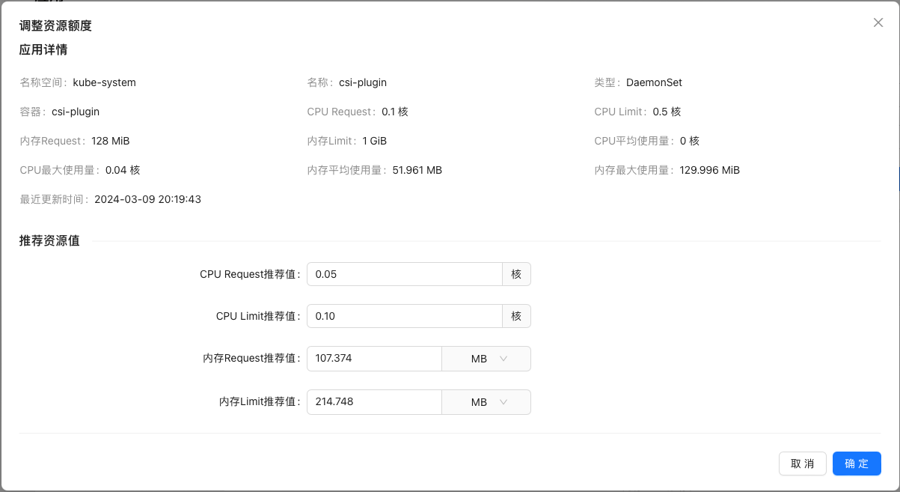 调整资源额度
应用详情
名称空间: kube-system 名称: csi-plugin 类型: DaemonSet
容器: csi-plugin CPU Request: 0.1 核 CPU Limit: 0.5 核
内存Request: 128 MiB 内存Limit: 1 GiB CPU平均使用量: 0 核
CPU最大使用量: 0.04 核 内存平均使用量: 51.961 MB 内存最大使用量: 129.996 MiB
最近更新时间: 2024-03-09 20:19:43
推荐资源值
CPU Request推荐值: 0.05 核
CPU Limit推荐值: 0.10 核
内存Request推荐值: 107.374 MB
内存Limit推荐值: 214.748 MB
取 消 确 定